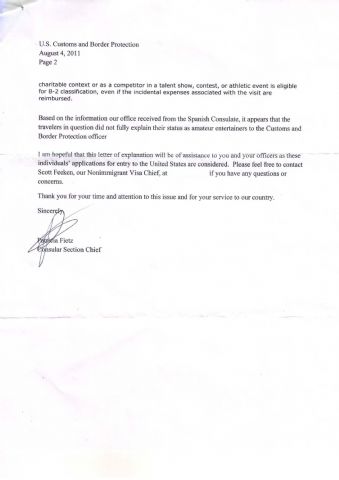 U.S. Customs and Border Protection
August 4, 2011
Page 2
charitable context or as a competitor in a talent show, contest, or athletic event is eligible
for B-2 classification, even if the incidental expenses associated with the visit are
reimbursed.
Based on the information our office received from the Spanish Consulate, it appears that the
travelers in question did not fully explain their status as amateur entertainers to the Customs and
Border Protection officer
I am hopeful that this letter of explanation will be of assistance to you and your officers as these
individuals' applications for entry to the United States are considered. Please feel free to contact
Scott Feeken, our Nonimmigrant Visa Chief, at if you have any questions or
concerns.
Thank you for your time and attention to this issue and for your service to our country.
Sincerely,
Fietz
Consular Section Chief